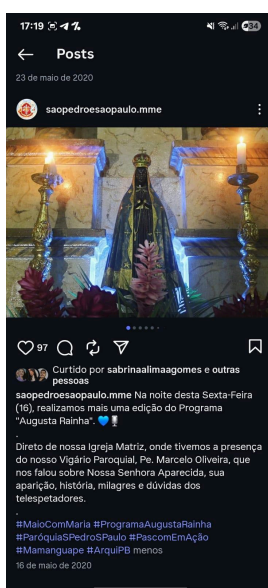 17:19
34
Posts
23 de maio de 2020
saopedroesaopaulo.mme
97
Curtido por sabrinaalimaagomes e outras
pessoas
saopedroesaopaulo.mme Na noite desta Sexta-Feira
(16), realizamos mais uma edição do Programa
"Augusta Rainha". 💙🎙️
.
Direto de nossa Igreja Matriz, onde tivemos a presença
do nosso Vigário Paroquial, Pe. Marcelo Oliveira, que
nos falou sobre Nossa Senhora Aparecida, sua
aparição, história, milagres e dúvidas dos
telespetadores.
.
#MaioComMaria #ProgramaAugustaRainha
#ParóquiaSPedroSPaulo #PascomEmAção
#Mamanguape #ArquiPB menos
16 de maio de 2020